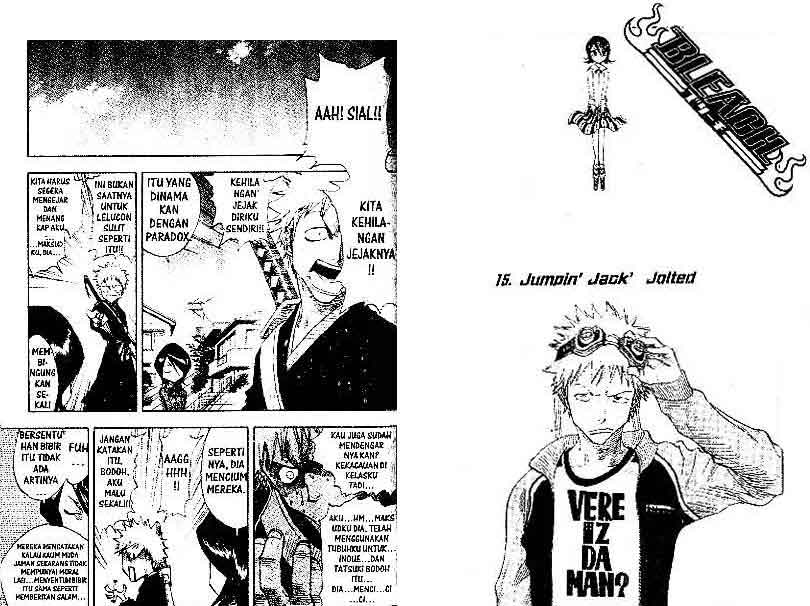 BLEACH
15. Jumpin' Jack' Jolted
VERE
IZ
DA
NAN?
AAH! SIAL!!
KITA
KEHILA-
NGAN
JEJAKNYA
!!
KEHILA
NGAN'
JEJAK
DIRIKU
SENDIRI!!
ITU YANG
DINAMA
KAN
DENGAN
PARADOX
INI BUKAN
SAATNYA
UNTUK
LELUCON
SULIT
SEPERTI
ITU!!
KITA HARUS
SEGERA
MENGEJAR
DAN
MENANG
KAP AKU
...MAKSUD
KU, DIA...
MEM-
BI-
NGUNG
KAN
SE-
KALI
KAU JUGA SUDAH
MENDENGAR
NYA KAN?
KEKACAUAN DI
KELASKU
TADI...
AKU...HM...MAKS
UDKU DIA. TELAH
MENGGUNAKAN
TUBUHKU UNTUK...
INOUE...DAN
TATSUKI BODOH
ITU...
DIA...MENCI...CI
...CI...
SEPERTI
NYA, DIA
MENCIUM
MEREKA.
AAGG
HHH
!!
JANGAN
KATAKAN
ITU,
BODOH.
AKU
MALU
SEKALI!!
FUH
"BERSENTU"
HAN BIBIR
ITU TIDAK
ADA
ARTINYA
MEREKA MENGATAKAN
KALAU KAUM MUDA
JAMAN SEKARANG TIDAK
MEMPUNYAI MORAL
LAGI...MENYENTUH BIBIR
ITU SAMA SEPERTI
MEMBERIKAN SALAM...